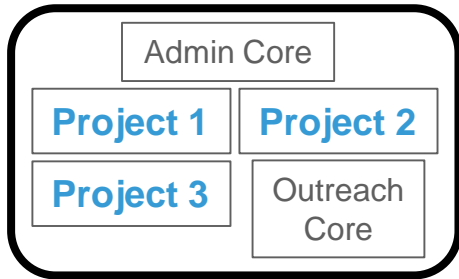 Admin Core
Project 1
Project 2
Project 3
Outreach
Core